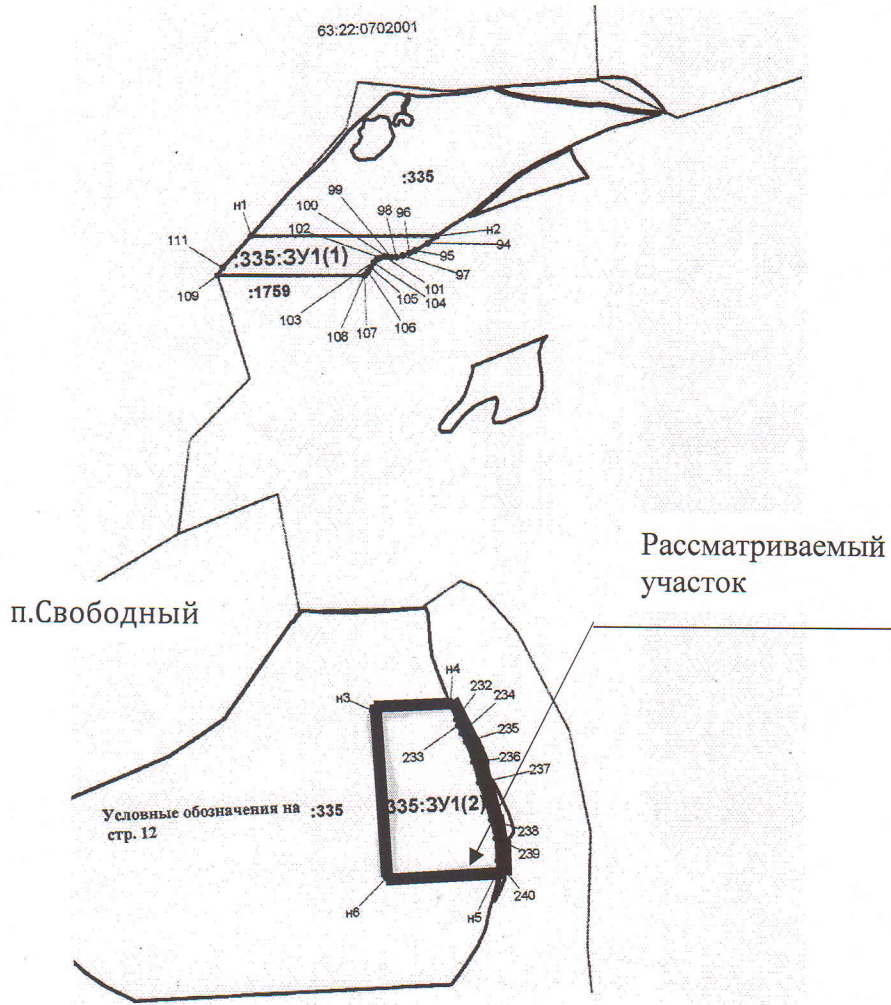 63:22:0702001
:335
99
н1
100
98 96
102
н2
111
94
:335:ЗУ1(1)
95
109
97
:1759
101
103
105 104
108 107 106
Рассматриваемый
участок
п.Свободный
н4
232
н3
234
235
233
236
237
Условные обозначения на
стр. 12
:335
335:ЗУ1(2)
238
239
240
н6
н5